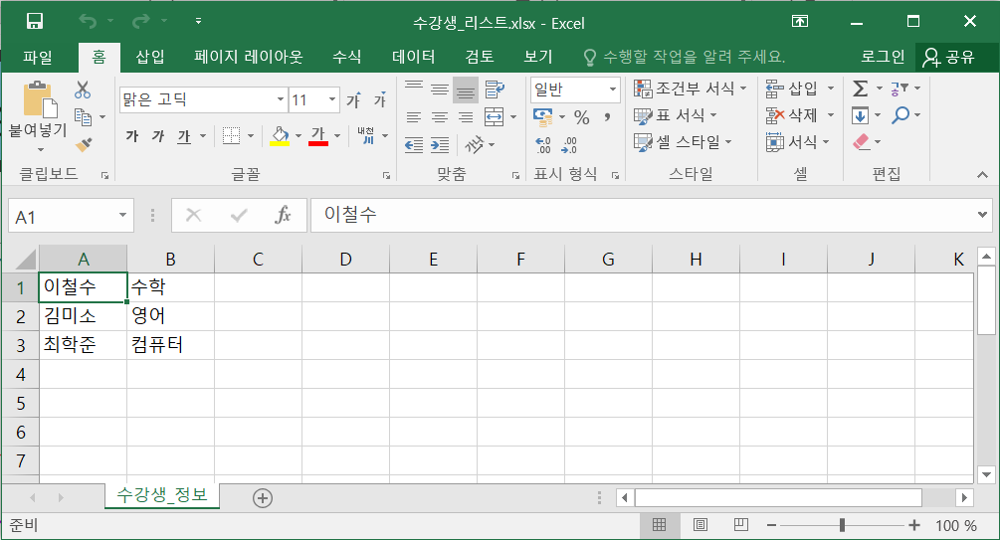 수강생_리스트.xlsx - Excel
파일 홈 삽입 페이지 레이아웃 수식 데이터 검토 보기 수행할 작업을 알려 주세요. 로그인 공유
붙여넣기
맑은 고딕 11 가 가
가 가 가 가 내천 川
일반
% ,
.00 .0
조건부 서식
표 서식
셀 스타일
삽입
삭제
서식
클립보드 글꼴 맞춤 표시 형식 스타일 셀 편집
A1 fx 이철수
A B C D E F G H I J K
1 이철수 수학
2 김미소 영어
3 최학준 컴퓨터
4
5
6
7
수강생_정보
준비 100 %